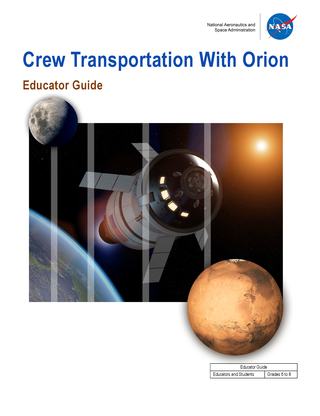 National Aeronautics and
Space Administration
NASA
Crew Transportation With Orion
Educator Guide
Educator Guide
Educators and Students Grades 5 to 8